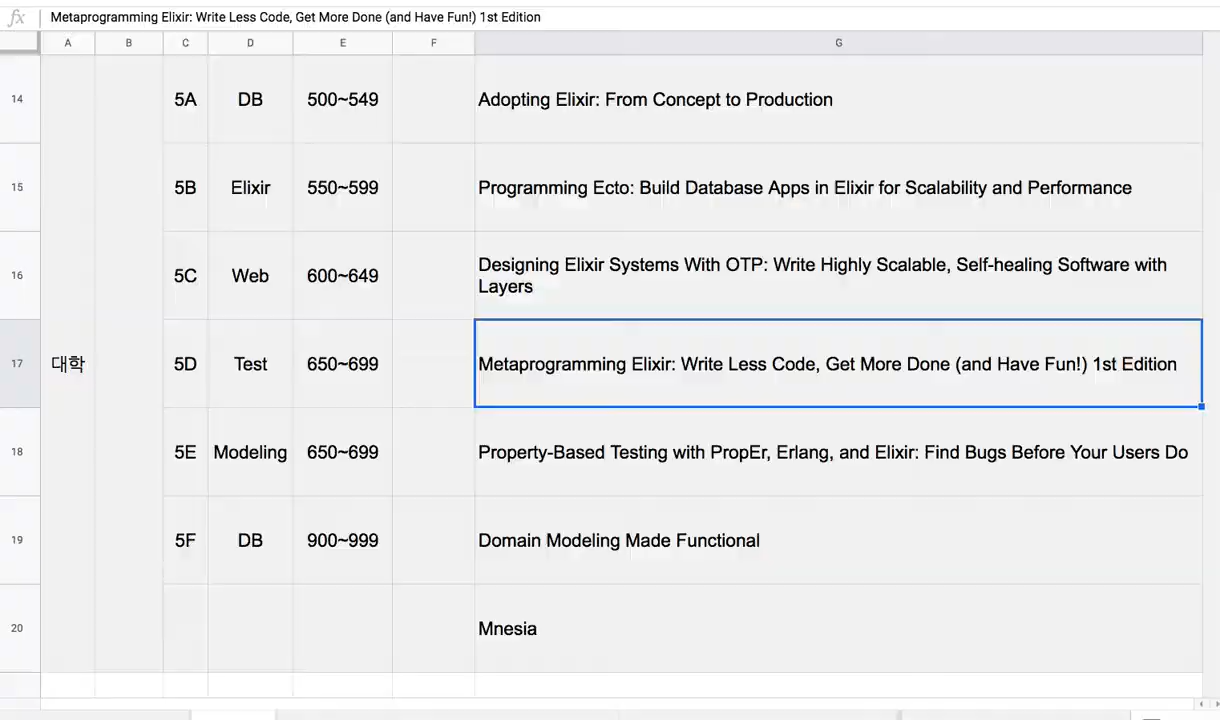 fx Metaprogramming Elixir: Write Less Code, Get More Done (and Have Fun!) 1st Edition
A B C D E F G
14 5A DB 500~549 Adopting Elixir: From Concept to Production
15 5B Elixir 550~599 Programming Ecto: Build Database Apps in Elixir for Scalability and Performance
16 5C Web 600~649 Designing Elixir Systems With OTP: Write Highly Scalable, Self-healing Software with
Layers
17 대학 5D Test 650~699 Metaprogramming Elixir: Write Less Code, Get More Done (and Have Fun!) 1st Edition
18 5E Modeling 650~699 Property-Based Testing with PropEr, Erlang, and Elixir: Find Bugs Before Your Users Do
19 5F DB 900~999 Domain Modeling Made Functional
20 Mnesia